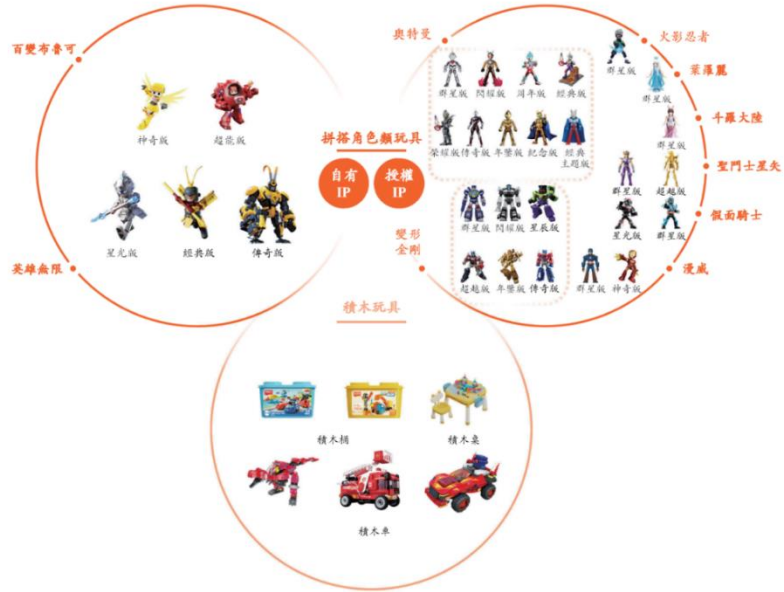 百變布魯可
神奇版
超能版
星光版
經典版
傳奇版
英雄無限
拼搭角色類玩具
自有
IP
授權
IP
奧特曼
群星版
閃耀版
周年版
經典版
榮耀版
傳奇版
年鑒版
紀念版
經典
主題版
變形
金剛
群星版
閃耀版
星辰版
超越版
年鑒版
傳奇版
火影忍者
群星版
葉羅麗
群星版
斗羅大陸
群星版
聖鬥士星矢
群星版
超越版
假面騎士
星光版
群星版
漫威
群星版
神奇版
積木玩具
積木桶
積木桌
積木車